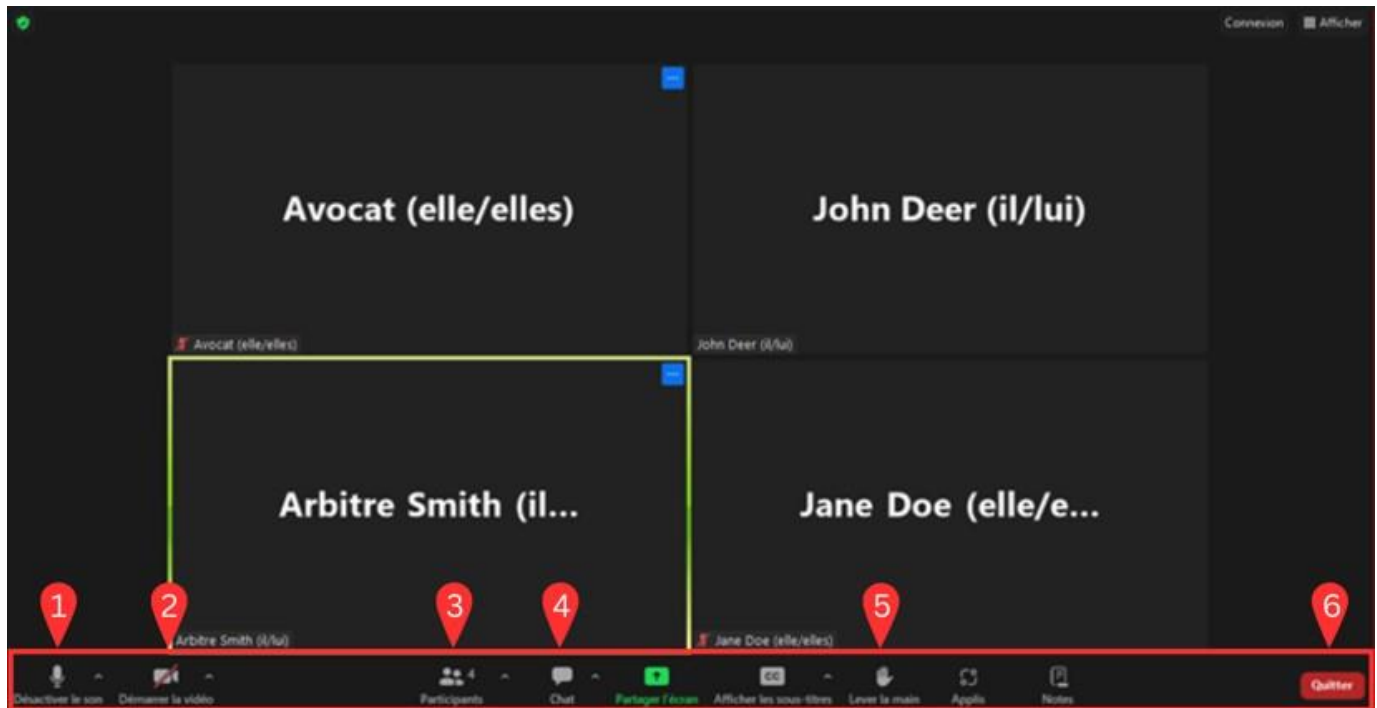 Connexion Afficher
Avocat (elle/elles) John Deer (il/lui)
Avocat (elle/elles) John Deer (il/lui)
Arbitre Smith (il... Jane Doe (elle/e...
1 2 3 4 5 6
Arbitre Smith (il/lui) Jane Doe (elle/elles)
4 CC
Désactiver le son Démarrer la vidéo Participants Chat Partager l'écran Afficher les sous-titres Lever la main Applis Notes Quitter